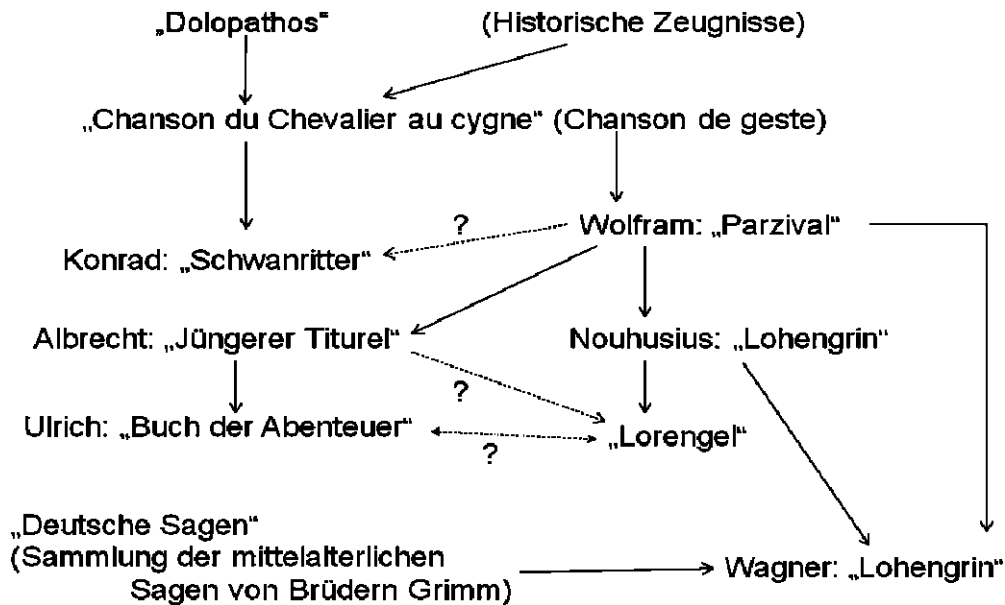 „Dolopathos“ (Historische Zeugnisse)
„Chanson du Chevalier au cygne“ (Chanson de geste)
? Wolfram: „Parzival“
Konrad: „Schwanritter“
Albrecht: „Jüngerer Titurel“ Nouhusius: „Lohengrin“
?
Ulrich: „Buch der Abenteuer“ „Lorengel“
?
„Deutsche Sagen“
(Sammlung der mittelalterlichen
Sagen von Brüdern Grimm)
Wagner: „Lohengrin“